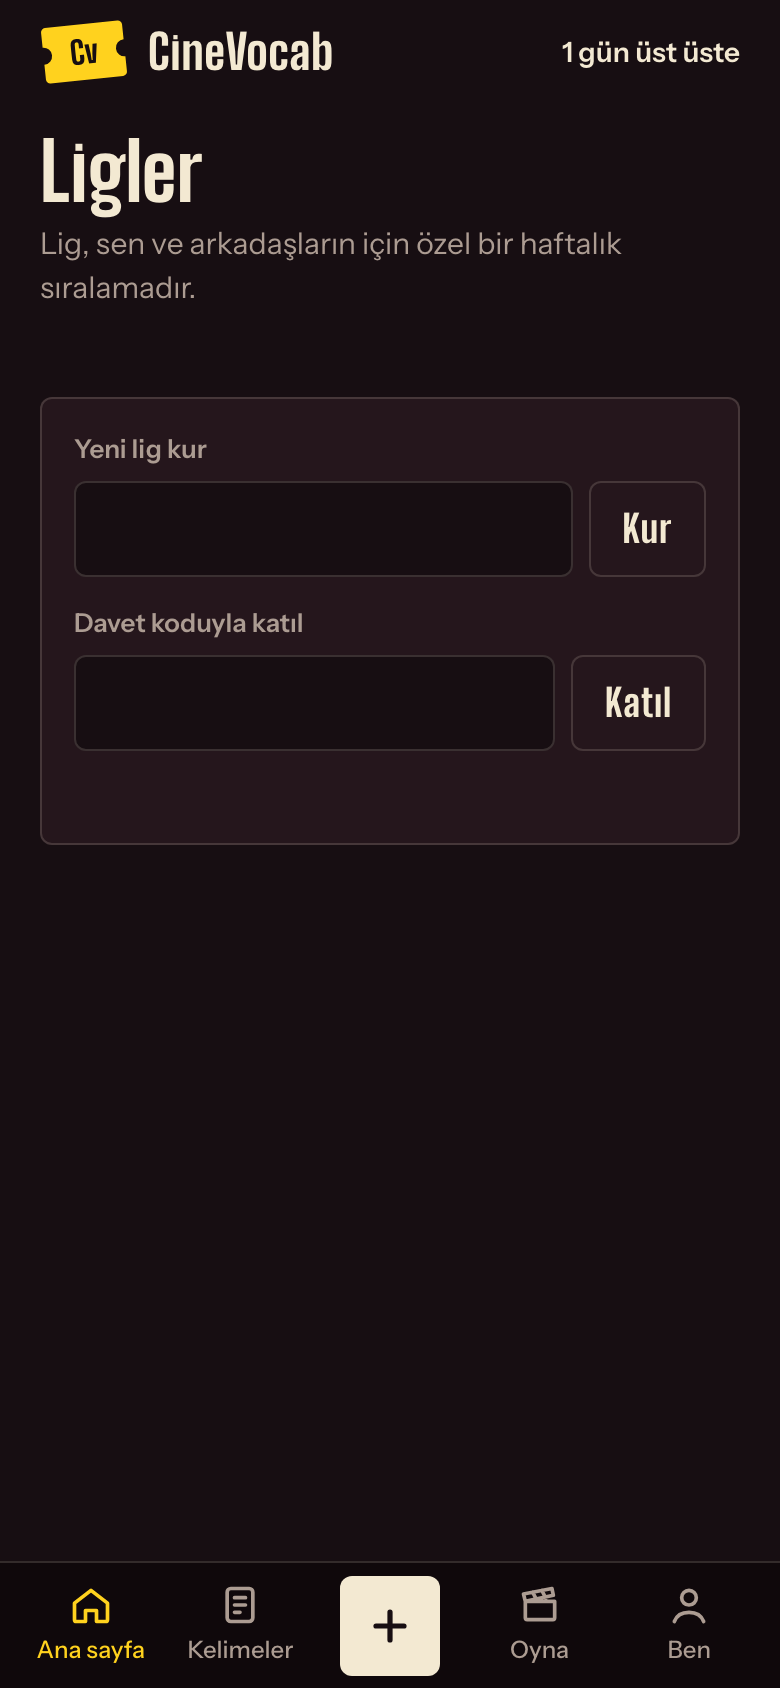 Cv CineVocab
1 gün üst üste
Ligler
Lig, sen ve arkadaşların için özel bir haftalık
sıralamadır.
Yeni lig kur
Kur
Davet koduyla katıl
Katıl
Ana sayfa
Kelimeler
Oyna
Ben